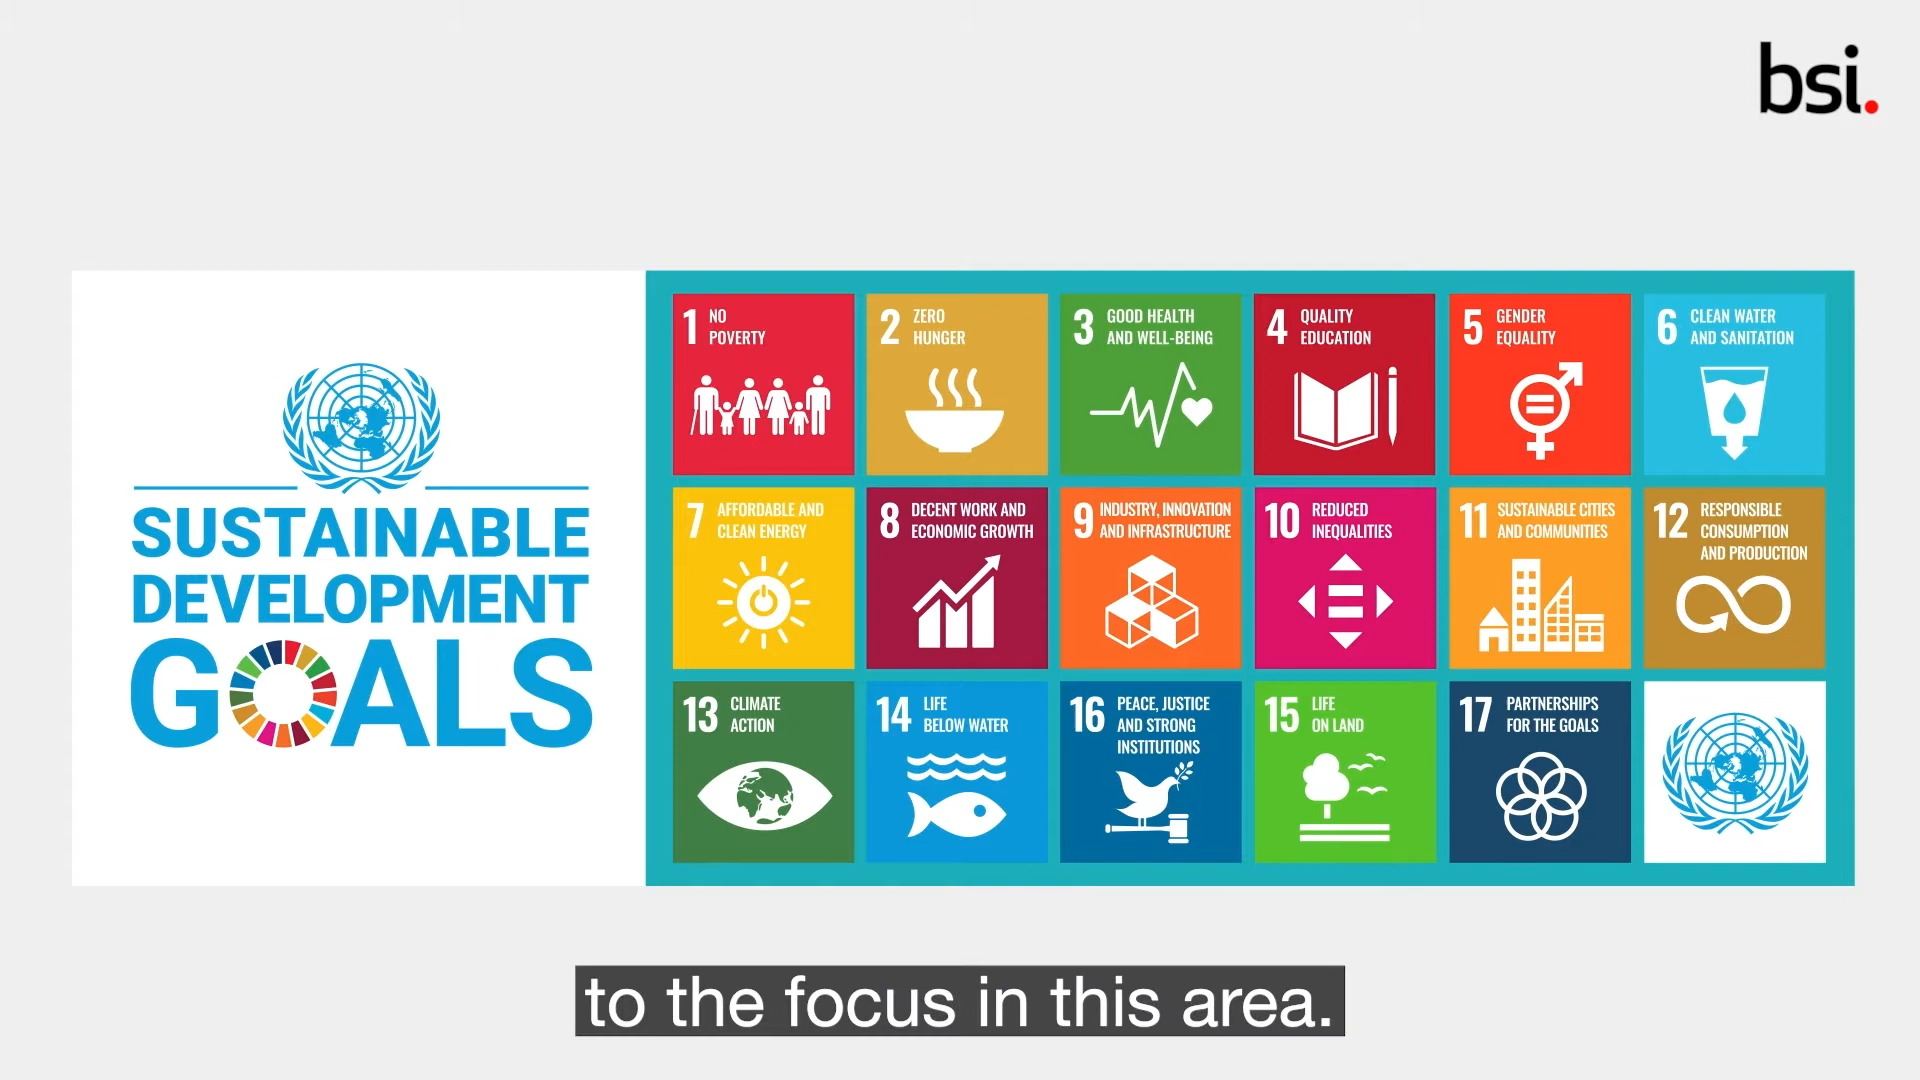 bsi.
SUSTAINABLE
DEVELOPMENT
GOALS
1 NO
POVERTY
2 ZERO
HUNGER
3 GOOD HEALTH
AND WELL-BEING
4 QUALITY
EDUCATION
5 GENDER
EQUALITY
6 CLEAN WATER
AND SANITATION
7 AFFORDABLE AND
CLEAN ENERGY
8 DECENT WORK AND
ECONOMIC GROWTH
9 INDUSTRY, INNOVATION
AND INFRASTRUCTURE
10 REDUCED
INEQUALITIES
11 SUSTAINABLE CITIES
AND COMMUNITIES
12 RESPONSIBLE
CONSUMPTION
AND PRODUCTION
13 CLIMATE
ACTION
14 LIFE
BELOW WATER
16 PEACE, JUSTICE
AND STRONG
INSTITUTIONS
15 LIFE
ON LAND
17 PARTNERSHIPS
FOR THE GOALS
to the focus in this area.